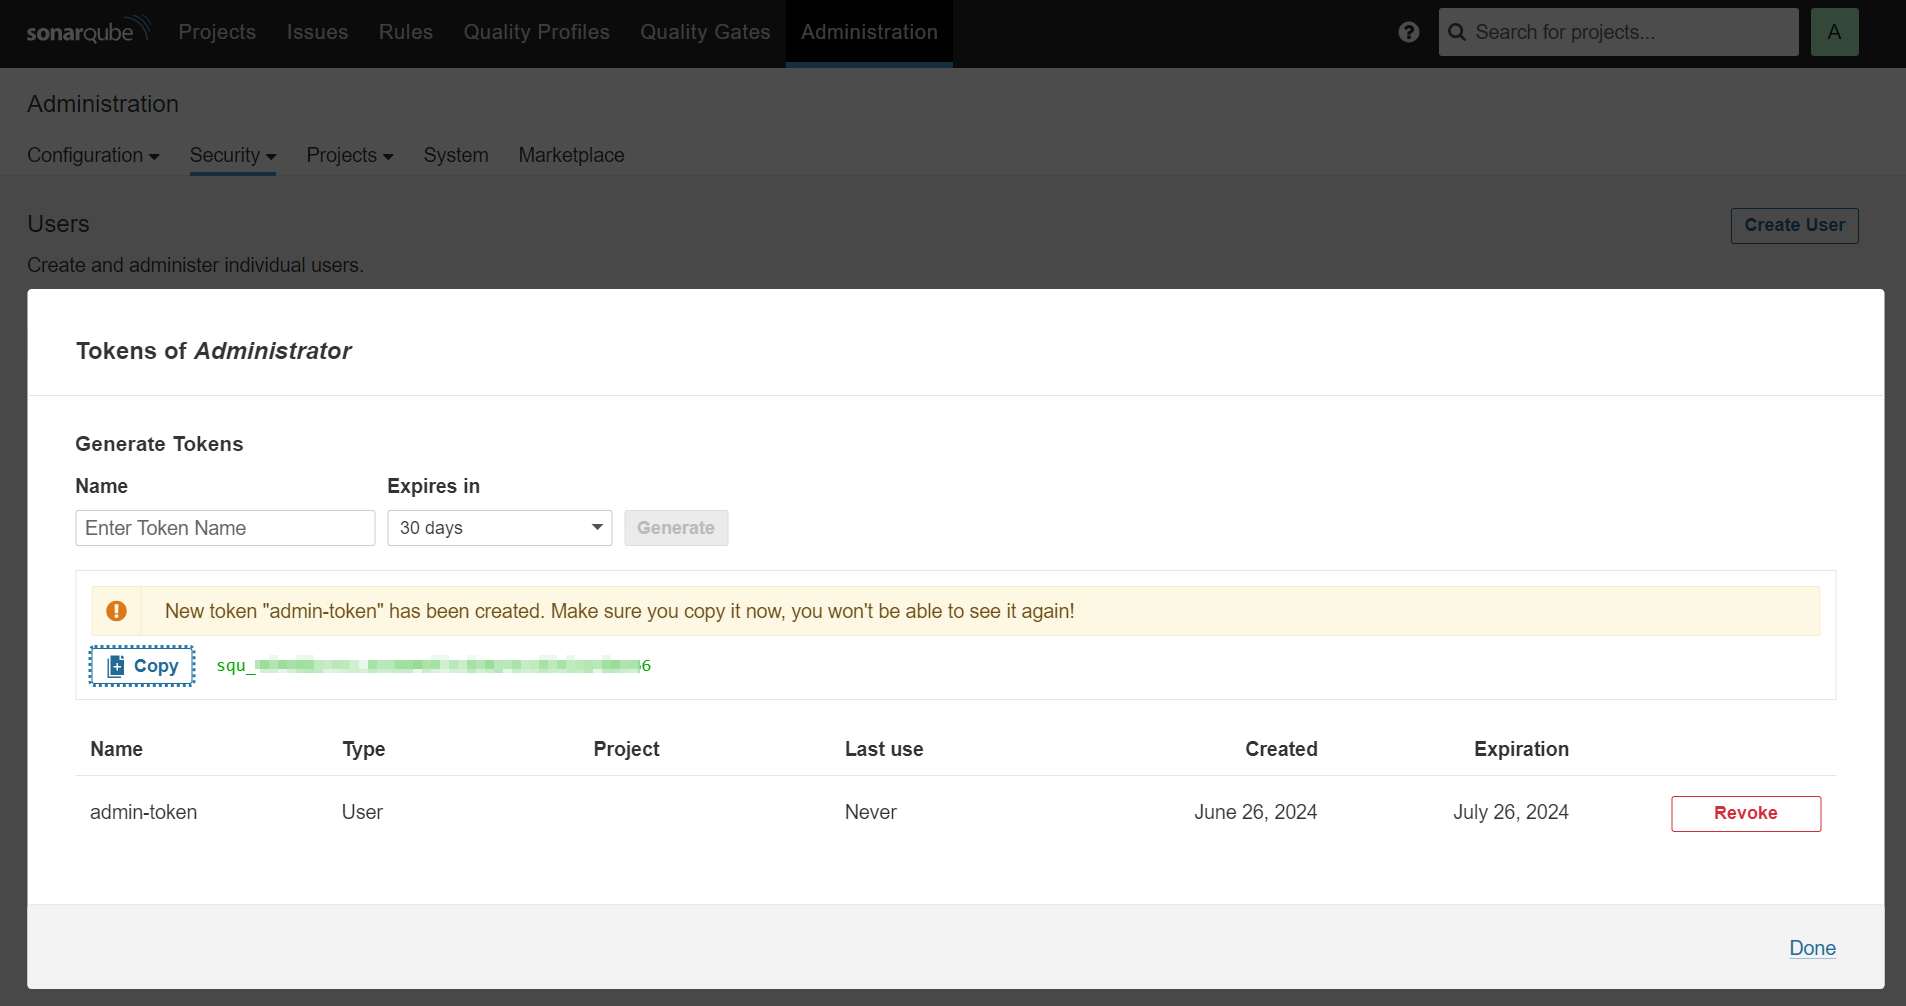 sonarqube Projects Issues Rules Quality Profiles Quality Gates Administration Search for projects... A
Administration
Configuration Security Projects System Marketplace
Users Create User
Create and administer individual users.
Tokens of Administrator
Generate Tokens
Name Expires in
Enter Token Name 30 days Generate
New token "admin-token" has been created. Make sure you copy it now, you won't be able to see it again!
Copy squ_ 6
Name Type Project Last use Created Expiration
admin-token User Never June 26, 2024 July 26, 2024 Revoke
Done